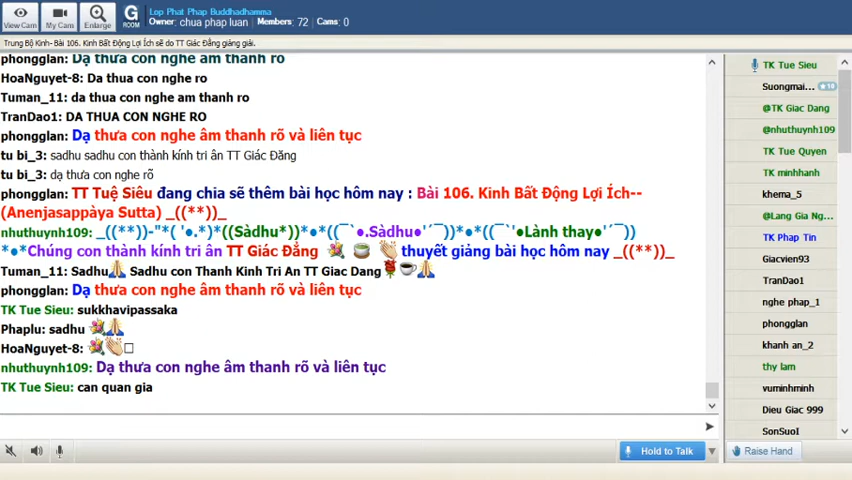 Lop Phat Phap Buddhadhamma
Owner: chua phap luan Members: 72 Cams: 0
View Cam My Cam Enlarge G ROOM
Trung Bộ Kinh- Bài 106. Kinh Bất Động Lợi Ích sẽ do TT Giác Đẳng giảng giải.
phongglan: Dạ thưa con nghe âm thanh rõ
HoaNguyet-8: Da thua con nghe ro
Tuman_11: da thua con nghe am thanh ro
TranDao1: DA THUA CON NGHE RO
phongglan: Dạ thưa con nghe âm thanh rõ và liên tục
tu bi_3: sadhu sadhu con thành kính tri ân TT Giác Đăng
tu bi_3: dạ thưa con nghe rõ
phongglan: TT Tuệ Siêu đang chia sẽ thêm bài học hôm nay : Bài 106. Kinh Bất Động Lợi Ích--
(Anenjasappàya Sutta) _((**))_
nhuthuynh109: _((**))-"*( '●.*)*((Sàdhu*))*●*((¯`●.Sàdhu●'´¯))*●*((¯`'●Lành thay●'´¯))
*●*Chúng con thành kính tri ân TT Giác Đẳng thuyết giảng bài học hôm nay _((**))_
Tuman_11: Sadhu Sadhu con Thanh Kinh Tri An TT Giac Dang
phongglan: Dạ thưa con nghe âm thanh rõ và liên tục
TK Tue Sieu: sukkhavipassaka
Phaplu: sadhu
HoaNguyet-8:
nhuthuynh109: Dạ thưa con nghe âm thanh rõ và liên tục
TK Tue Sieu: can quan gia
Hold to Talk
TK Tue Sieu
Suongmai... 10
@TK Giac Dang
@nhuthuynh109
TK Tue Quyen
TK minhhanh
khema_5
@Lang Gia Ng...
TK Phap Tin
Giacvien93
TranDao1
nghe phap_1
phongglan
khanh an_2
thy lam
vuminhminh
Dieu Giac 999
SonSuo1
Raise Hand